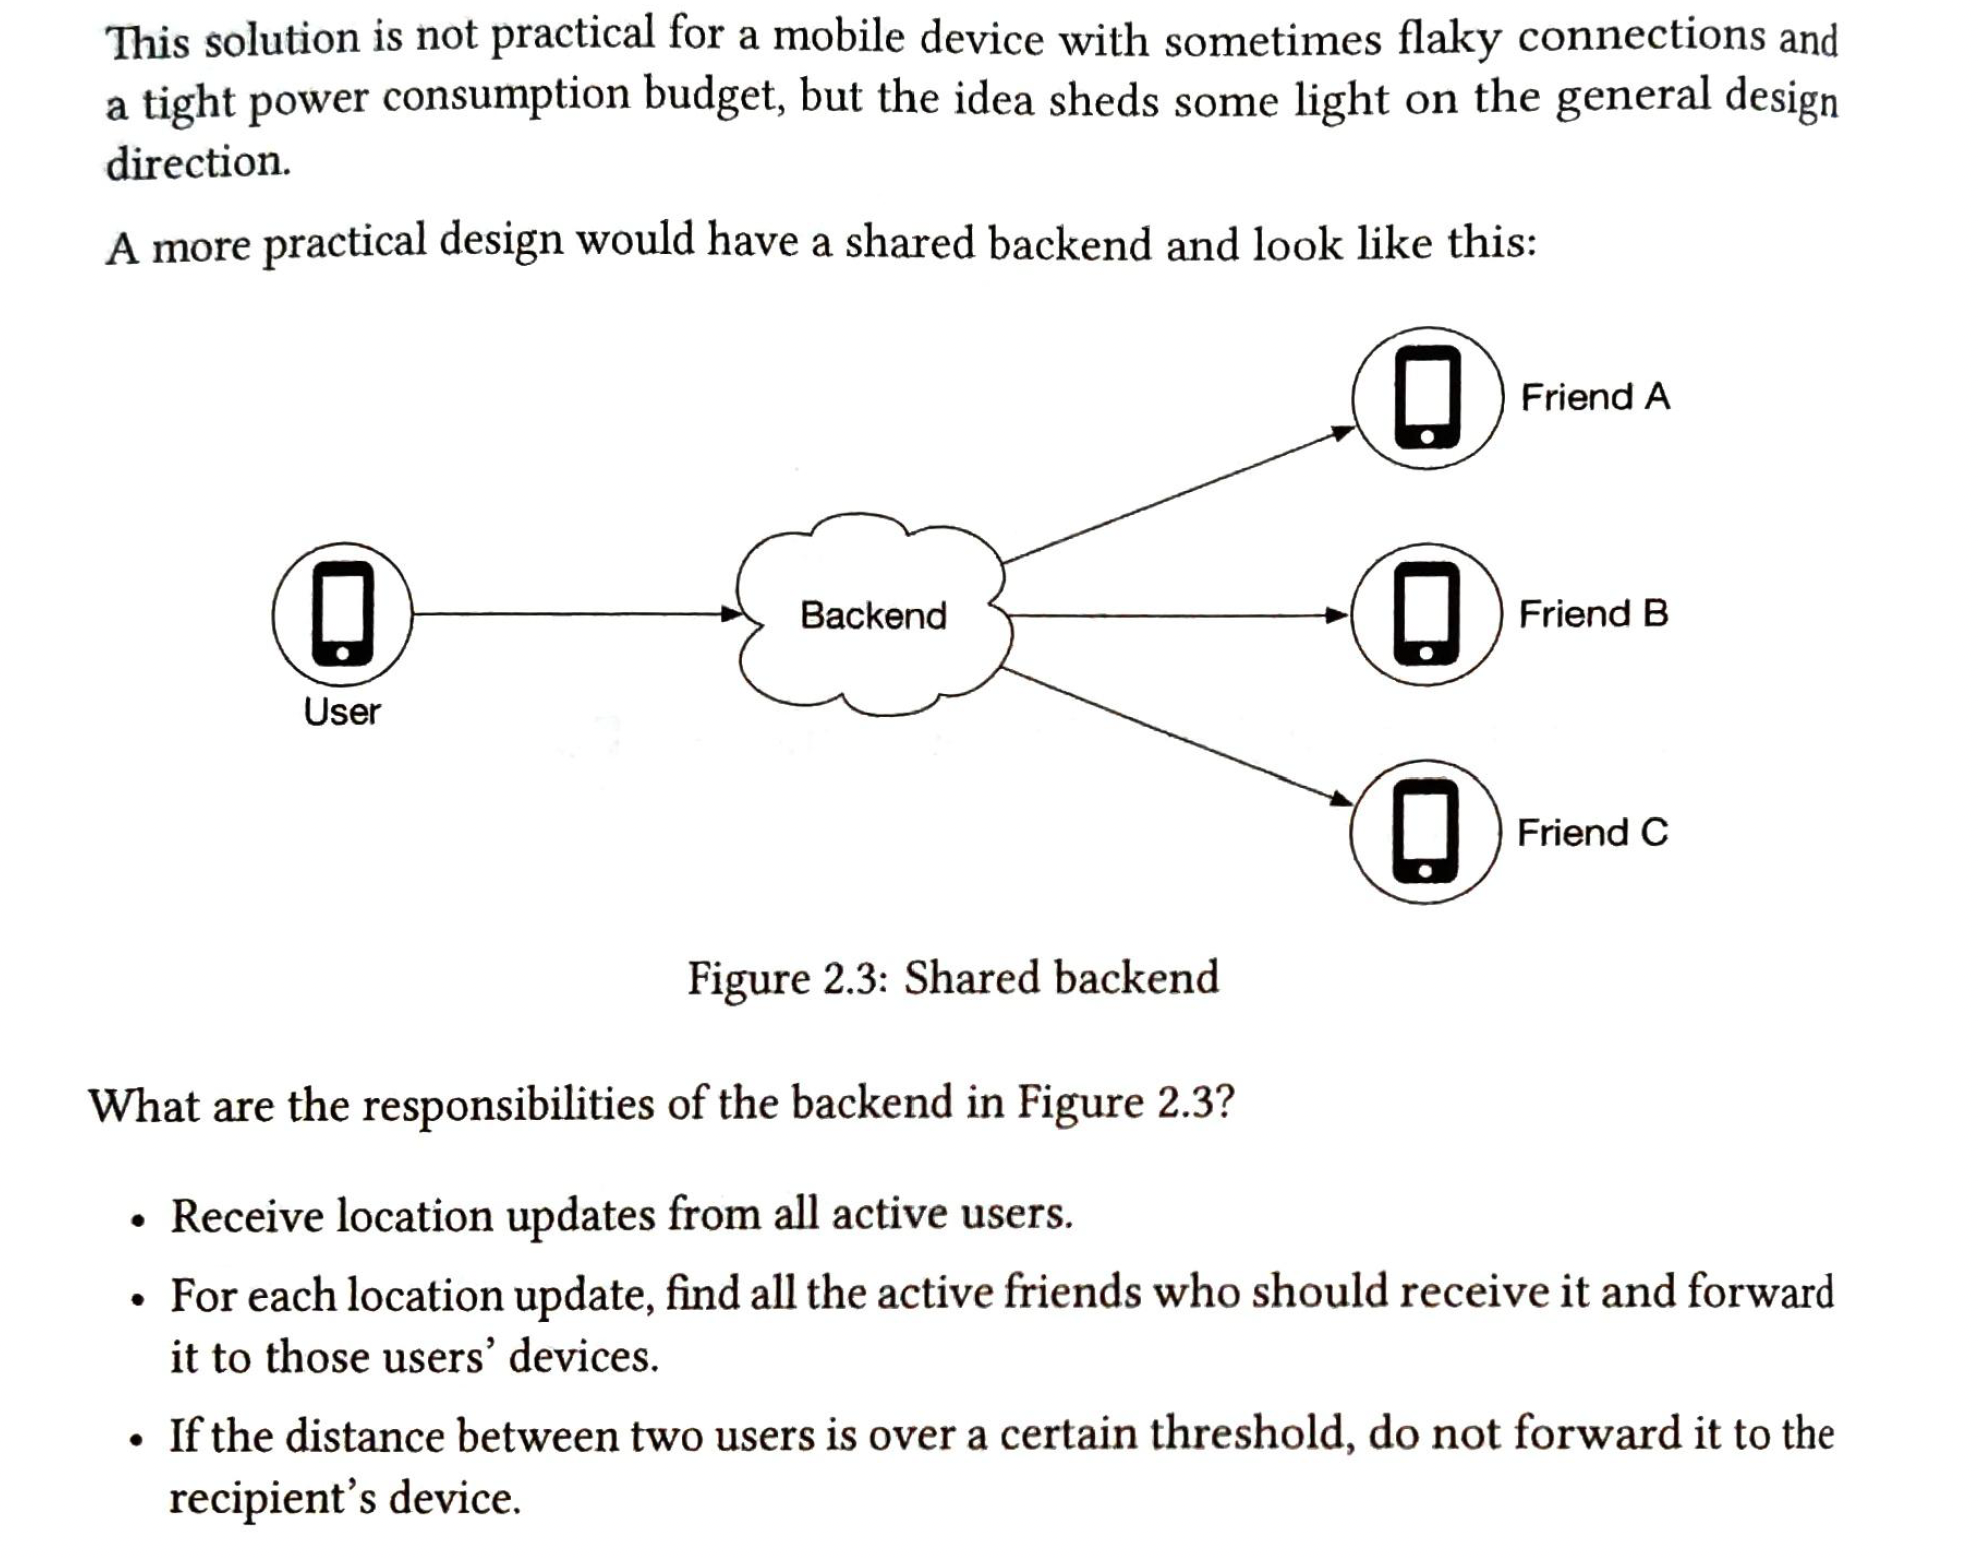 This solution is not practical for a mobile device with sometimes flaky connections and
a tight power consumption budget, but the idea sheds some light on the general design
direction.
A more practical design would have a shared backend and look like this:
Friend A
User
Backend
Friend B
Friend C
Figure 2.3: Shared backend
What are the responsibilities of the backend in Figure 2.3?
• Receive location updates from all active users.
• For each location update, find all the active friends who should receive it and forward
it to those users’ devices.
• If the distance between two users is over a certain threshold, do not forward it to the
recipient’s device.